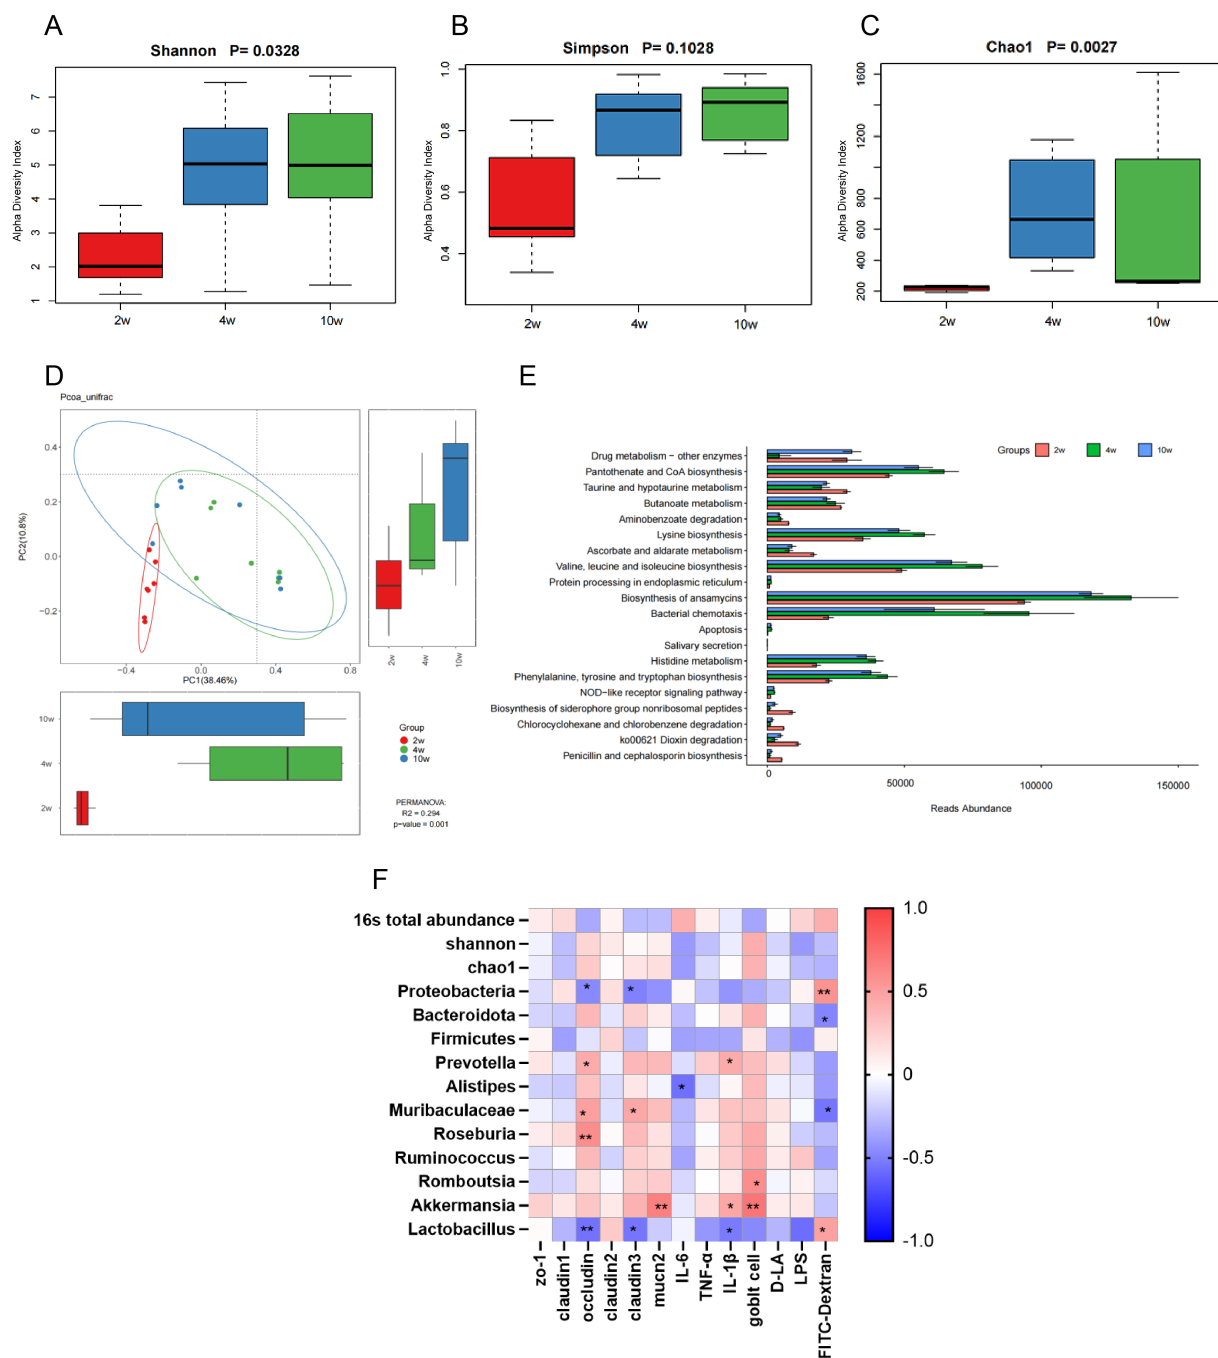 A
Shannon P= 0.0328
Alpha Diversity Index
7
6
5
4
3
2
1
2w
4w
10w
B
Simpson P= 0.1028
Alpha Diversity Index
1.0
0.8
0.6
0.4
2w
4w
10w
C
Chao1 P= 0.0027
Alpha Diversity Index
1600
1200
800
600
400
200
2w
4w
10w
D
Pcoa_unifrac
PC2(10.8%)
0.4
0.2
0.0
−0.2
−0.4
0.0
0.4
0.8
PC1(38.46%)
2w
4w
10w
10w
4w
2w
Group
2w
4w
10w
PERMANOVA:
R2 = 0.294
p-value = 0.001
E
Groups 2w 4w 10w
Drug metabolism − other enzymes
Pantothenate and CoA biosynthesis
Taurine and hypotaurine metabolism
Butanoate metabolism
Aminobenzoate degradation
Lysine biosynthesis
Ascorbate and aldarate metabolism
Valine, leucine and isoleucine biosynthesis
Protein processing in endoplasmic reticulum
Biosynthesis of ansamycins
Bacterial chemotaxis
Apoptosis
Salivary secretion
Histidine metabolism
Phenylalanine, tyrosine and tryptophan biosynthesis
NOD−like receptor signaling pathway
Biosynthesis of siderophore group nonribosomal peptides
Chlorocyclohexane and chlorobenzene degradation
ko00621 Dioxin degradation
Penicillin and cephalosporin biosynthesis
0
50000
100000
150000
Reads Abundance
F
16s total abundance
shannon
chao1
Proteobacteria * * **
Bacteroidota *
Firmicutes
Prevotella * *
Alistipes *
Muribaculaceae * * *
Roseburia **
Ruminococcus
Romboutsia *
Akkermansia ** * **
Lactobacillus ** * * *
zo-1
claudin1
occludin
claudin2
claudin3
mucn2
IL-6
TNF-α
IL-1β
goblt cell
D-LA
LPS
FITC-Dextran
1.0
0.5
0
-0.5
-1.0